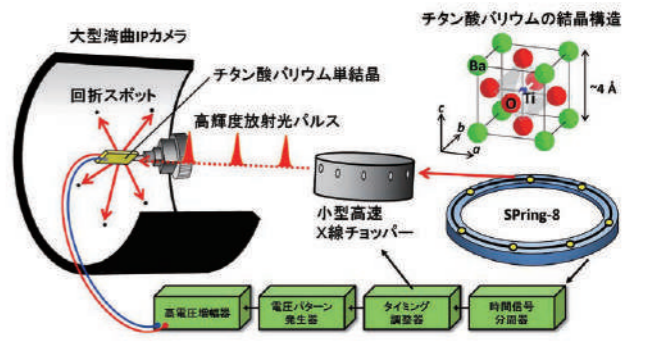 チタン酸バリウムの結晶構造
大型湾曲IPカメラ
チタン酸バリウム単結晶
回折スポット
高輝度放射光パルス
Ba
Ti
O
~4 Å
c
b
a
小型高速
X線チョッパー
SPring-8
高電圧増幅器
電圧パターン
発生器
タイミング
調整器
時間信号
分周器